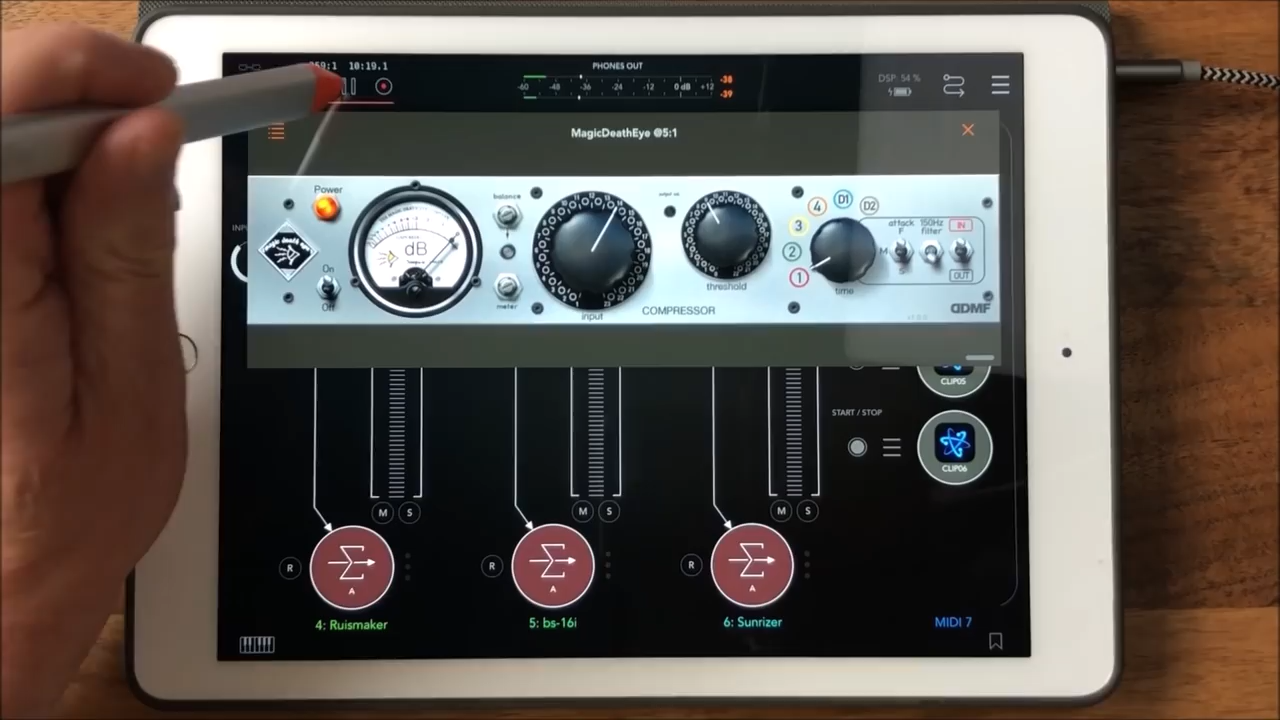 10:19.1
PHONES OUT
-60 -48 -36 -24 -12 0 dB +12
-38
-39
DSP: 54 %
MagicDeathEye @5:1
Power
On
Off
dB
balance
meter
input
COMPRESSOR
threshold
1
2
3
4
D1
D2
time
attack
F
M
S
150Hz
filter
IN
OUT
DDMF
CLIP05
START / STOP
CLIP06
M S
M S
M S
R
R
R
A
A
A
4: Ruismaker
5: bs-16i
6: Sunrizer
MIDI 7